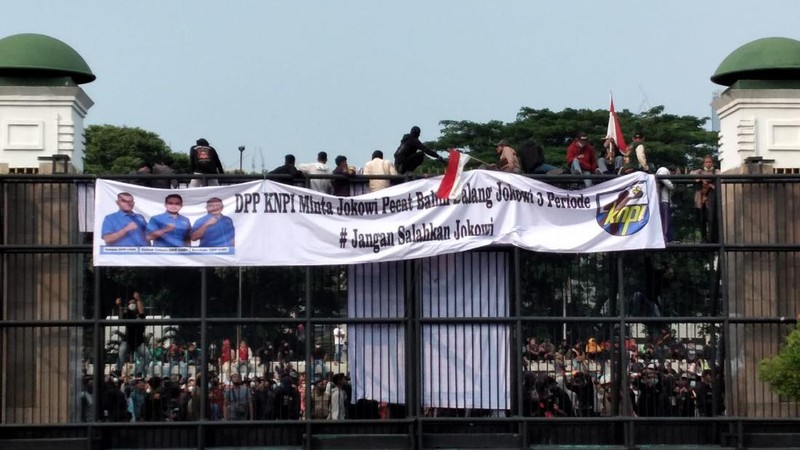 DPP KNPI Minta Jokowi Pecat Bahlil Dalang Jokowi 3 Periode
# Jangan Salahkan Jokowi
knpi